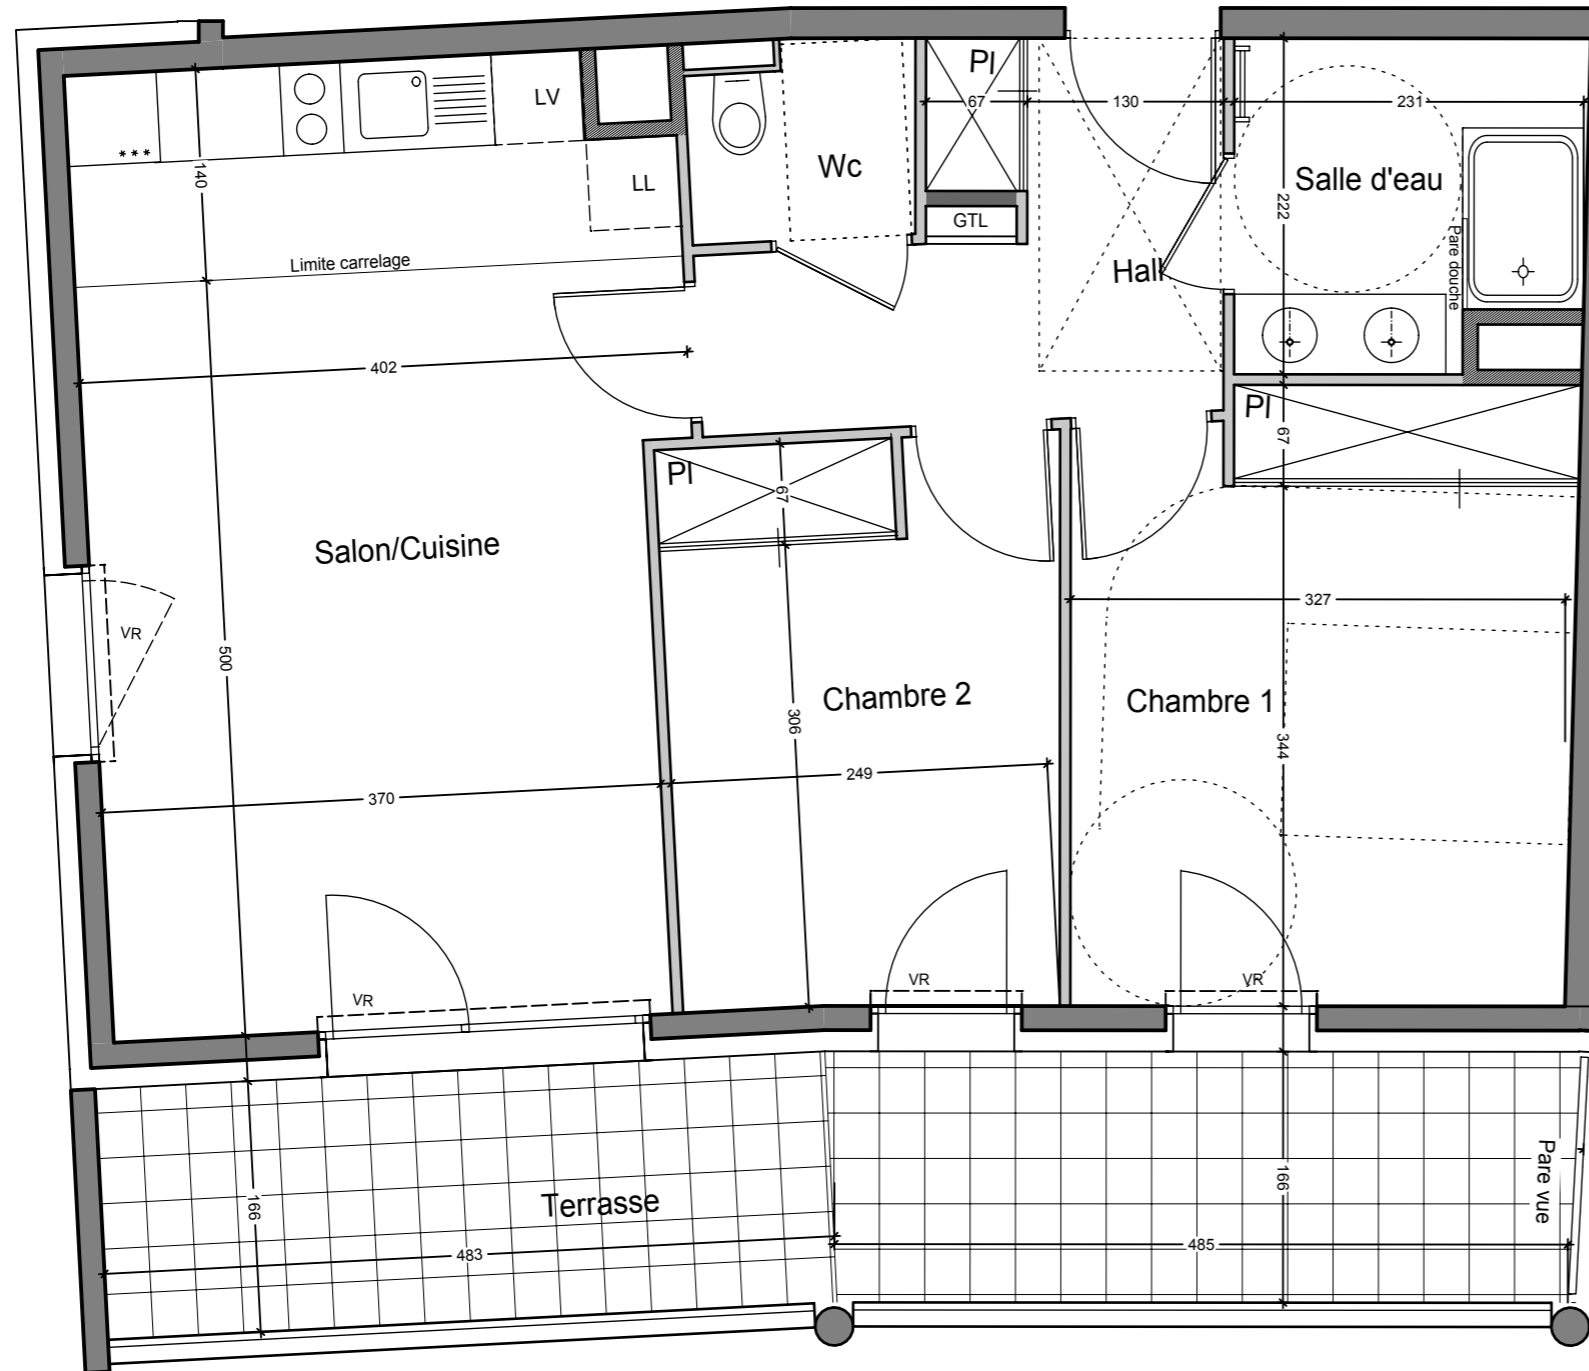 Pl
67
130
231
LV
***
140
Wc
LL
GTL
Salle d'eau
222
Pare douche
Hall
Limite carrelage
402
Pl
67
Pl
67
Salon/Cuisine
VR
500
327
Chambre 2
Chambre 1
306
344
249
370
VR
VR
VR
Terrasse
166
483
166
485
Pare vue